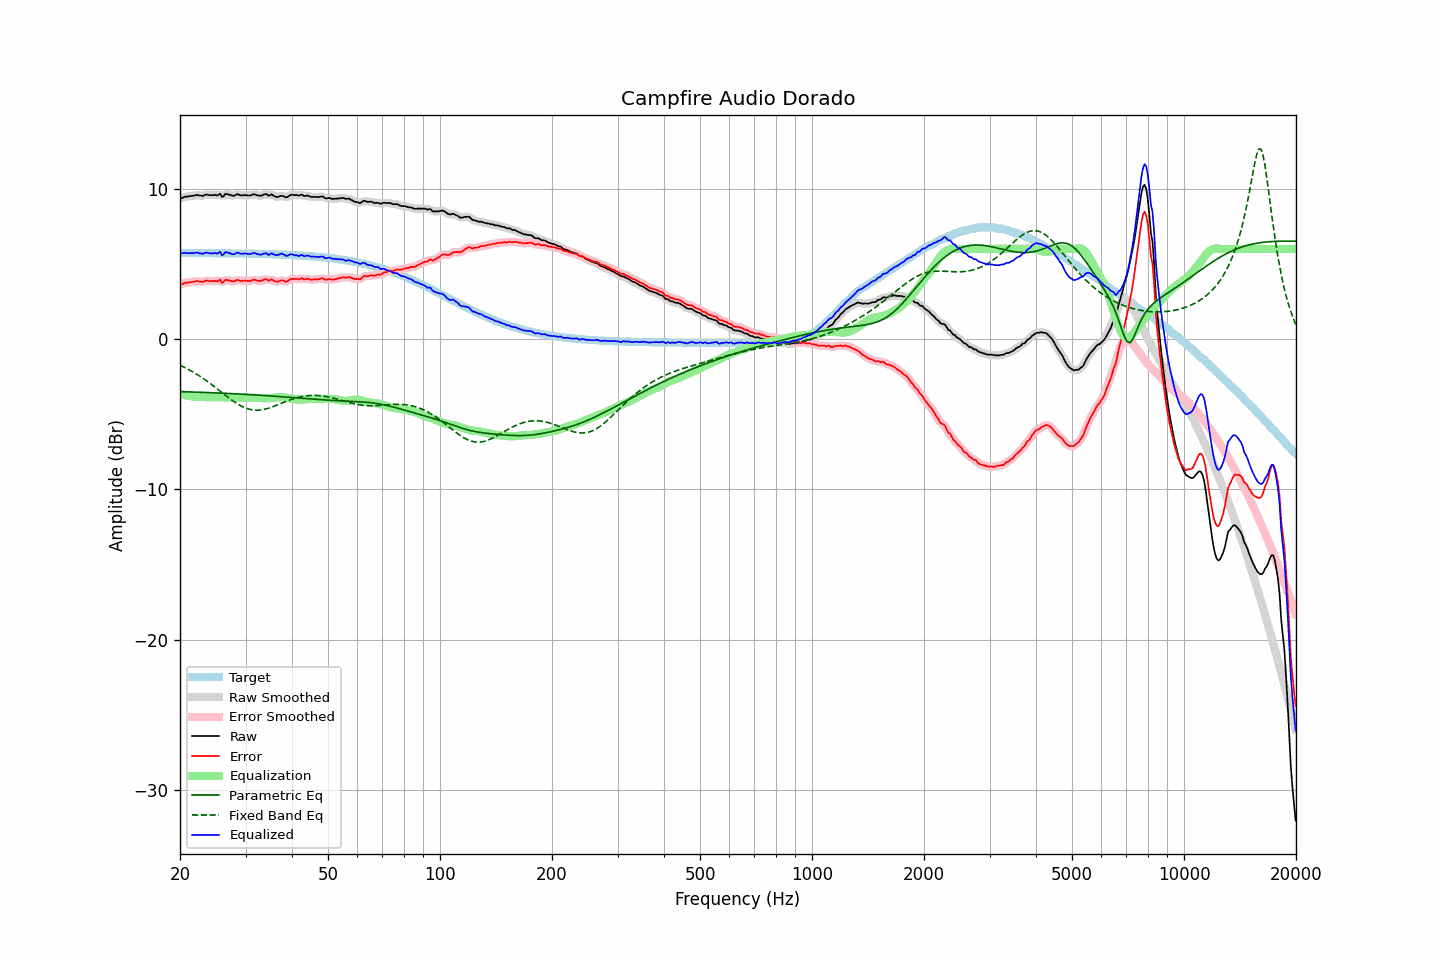 Campfire Audio Dorado
Amplitude (dBr)
10
0
−10
−20
−30
Target
Raw Smoothed
Error Smoothed
Raw
Error
Equalization
Parametric Eq
Fixed Band Eq
Equalized
20 50 100 200 500 1000 2000 5000 10000 20000
Frequency (Hz)